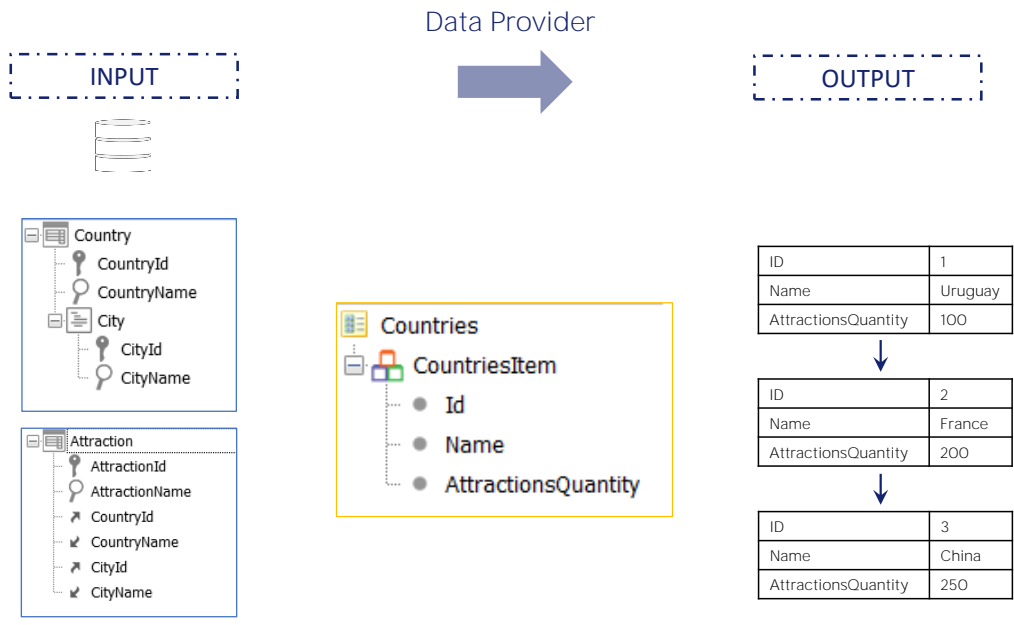 Data Provider
INPUT
OUTPUT
Country
CountryId
CountryName
City
CityId
CityName
Attraction
AttractionId
AttractionName
CountryId
CountryName
CityId
CityName
Countries
CountriesItem
Id
Name
AttractionsQuantity
ID 1
Name Uruguay
AttractionsQuantity 100
ID 2
Name France
AttractionsQuantity 200
ID 3
Name China
AttractionsQuantity 250